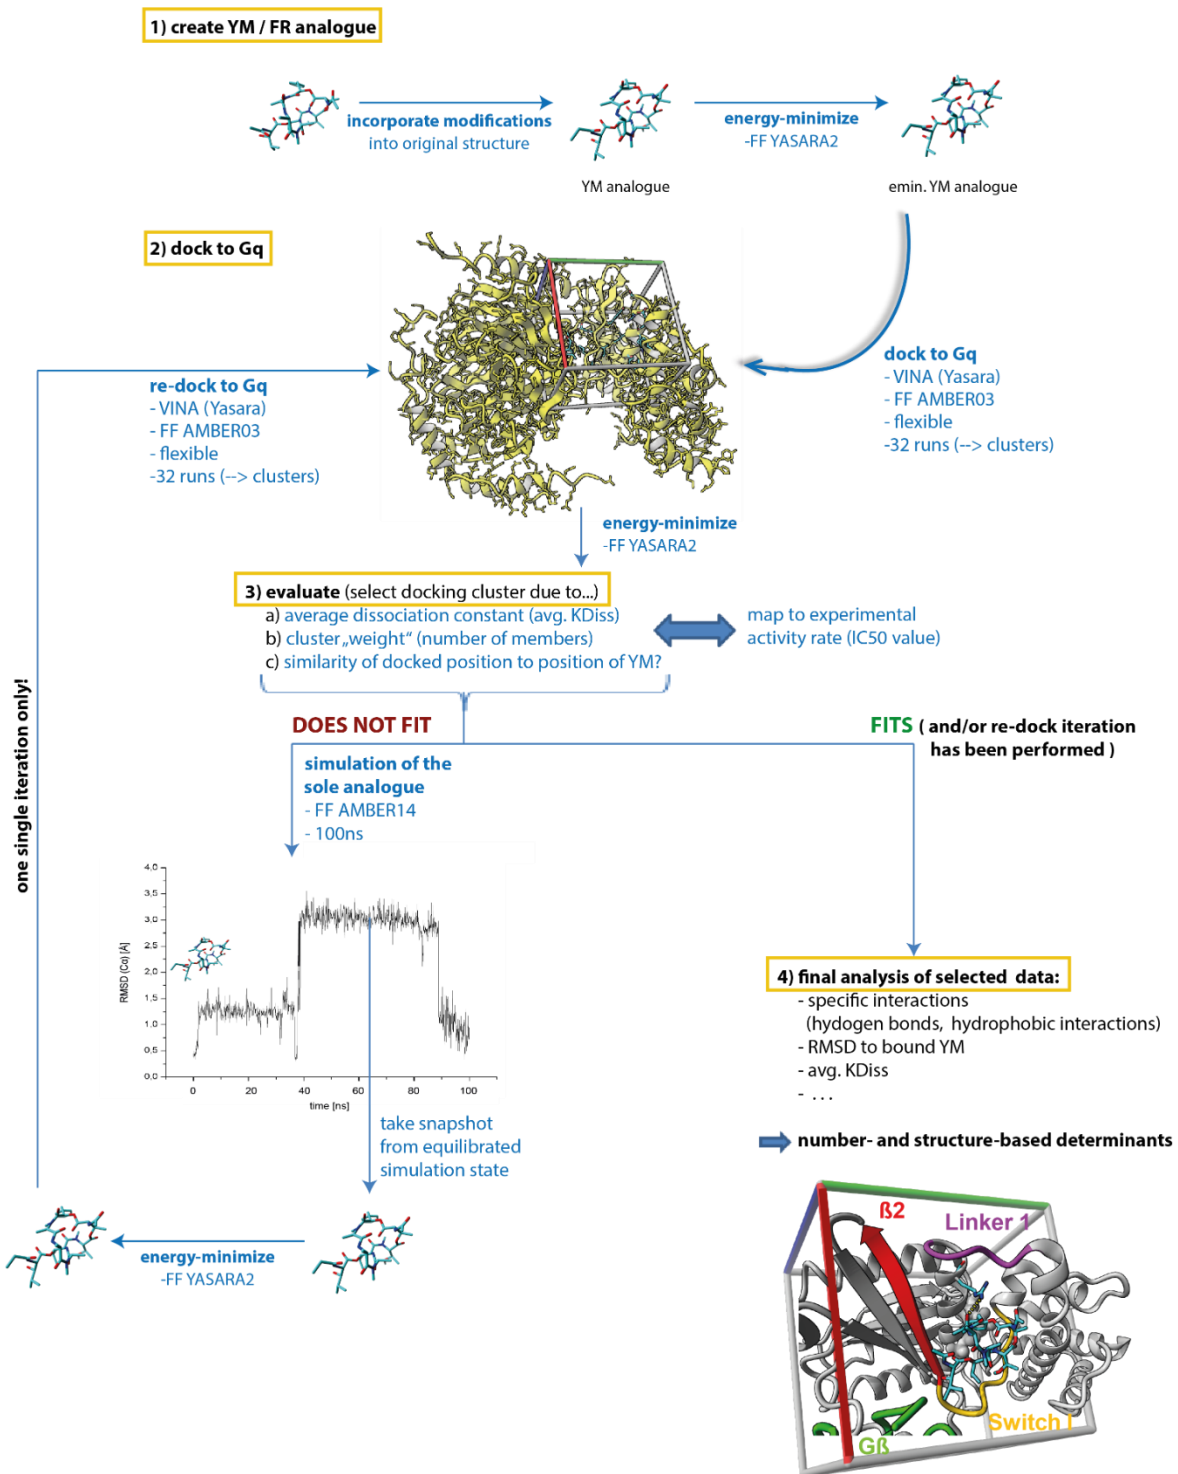 1) create YM / FR analogue
incorporate modifications
into original structure
energy-minimize
-FF YASARA2
YM analogue
emin. YM analogue
2) dock to Gq
dock to Gq
- VINA (Yasara)
- FF AMBER03
- flexible
-32 runs (--> clusters)
re-dock to Gq
- VINA (Yasara)
- FF AMBER03
- flexible
-32 runs (--> clusters)
energy-minimize
-FF YASARA2
3) evaluate (select docking cluster due to...)
a) average dissociation constant (avg. KDiss)
b) cluster „weight“ (number of members)
c) similarity of docked position to position of YM?
map to experimental
activity rate (IC50 value)
one single iteration only!
DOES NOT FIT
FITS ( and/or re-dock iteration
has been performed )
simulation of the
sole analogue
- FF AMBER14
- 100ns
RMSD (Cα) [Å]
4,0
3,5
3,0
2,5
2,0
1,5
1,0
0,5
0,0
0
20
40
60
80
100
time [ns]
take snapshot
from equilibrated
simulation state
energy-minimize
-FF YASARA2
4) final analysis of selected data:
- specific interactions
(hydogen bonds, hydrophobic interactions)
- RMSD to bound YM
- avg. KDiss
- . . .
number- and structure-based determinants
ß2
Linker 1
Switch I
Gß